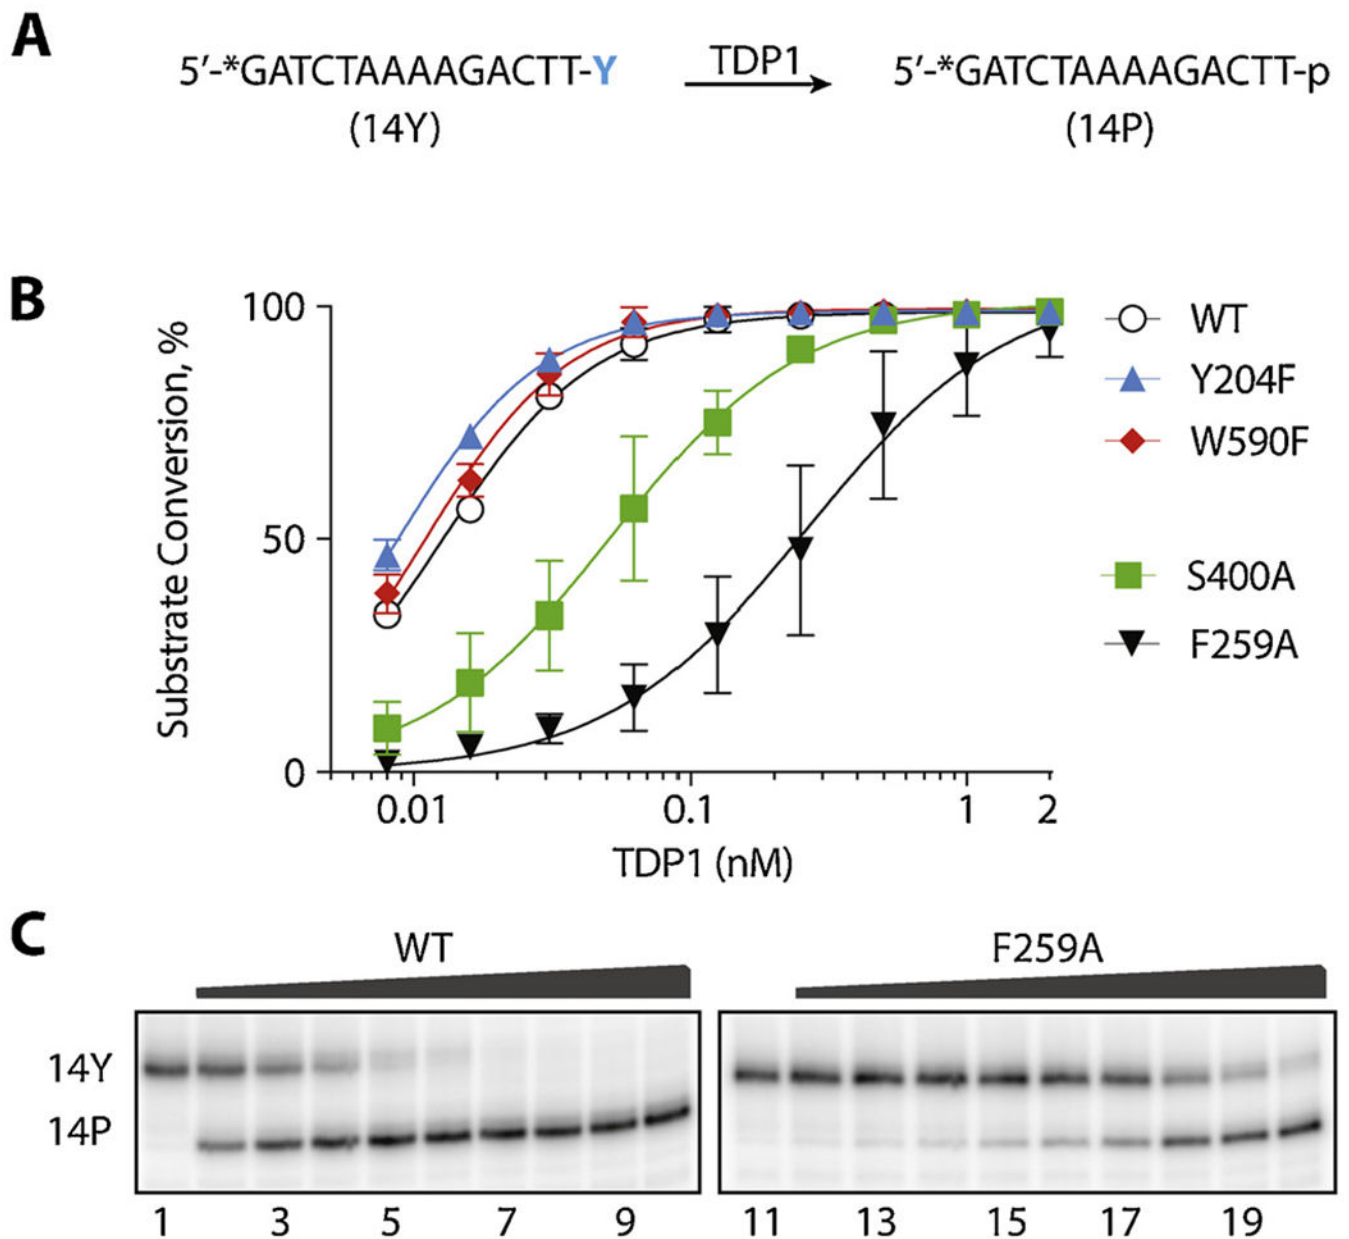 A
5′-*GATCTAAAAGACTT-Y
TDP1
5′-*GATCTAAAAGACTT-p
(14Y)
(14P)
B
Substrate Conversion, %
100
50
0
0.01
0.1
1
2
TDP1 (nM)
WT
Y204F
W590F
S400A
F259A
C
WT
F259A
14Y
14P
1 3 5 7 9
11 13 15 17 19